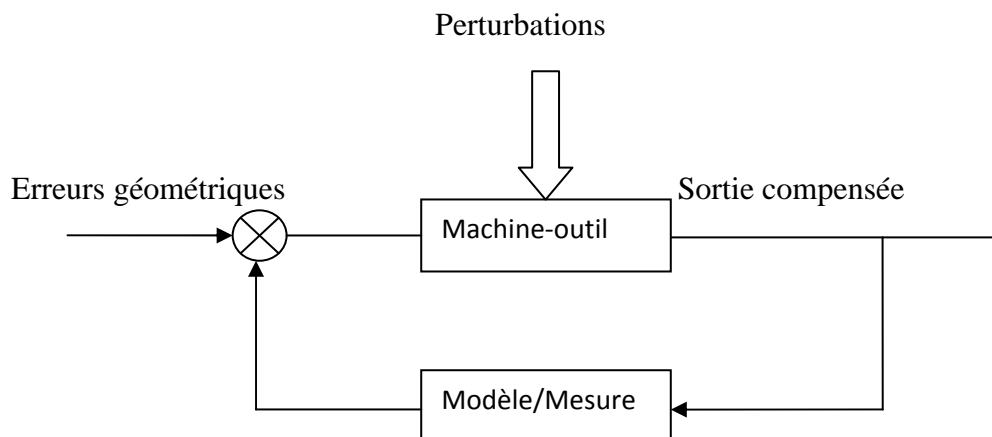 Perturbations
Erreurs géométriques
Sortie compensée
Machine-outil
Modèle/Mesure